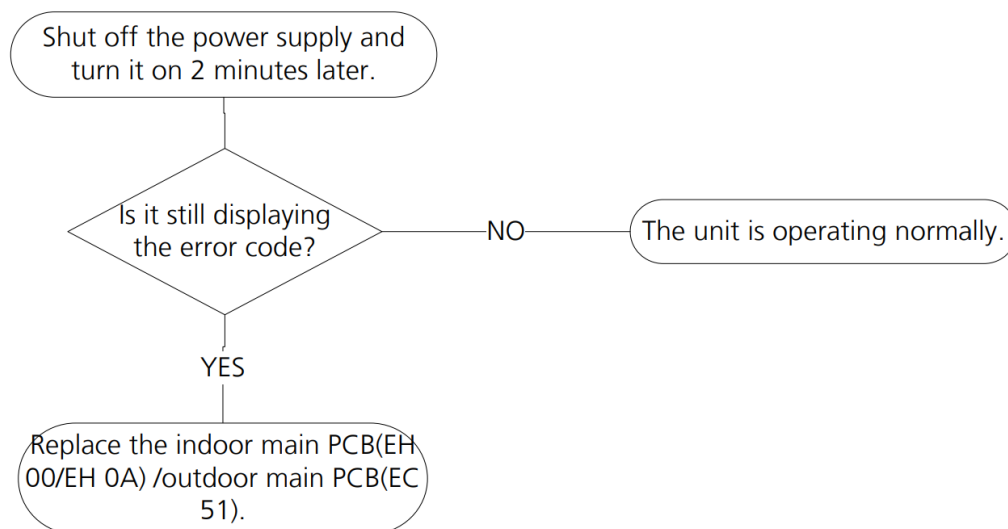 Shut off the power supply and
turn it on 2 minutes later.
Is it still displaying
the error code?
NO
The unit is operating normally.
YES
Replace the indoor main PCB(EH
00/EH 0A) /outdoor main PCB(EC
51).